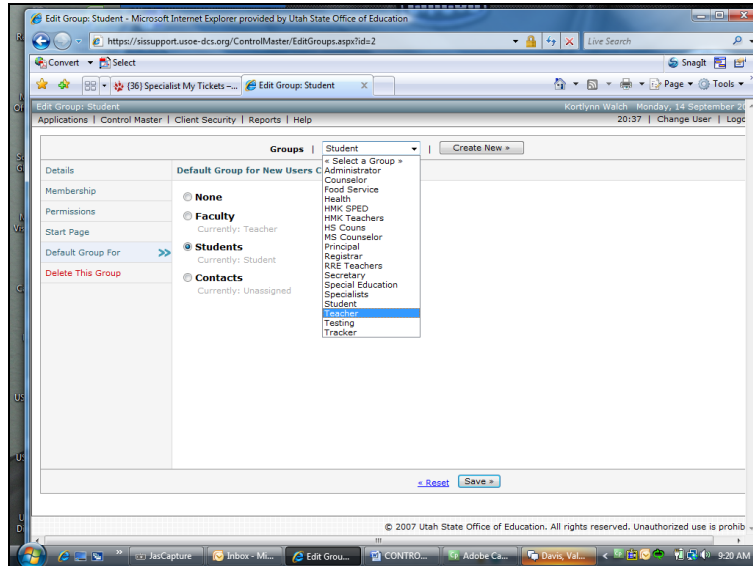 Edit Group: Student - Microsoft Internet Explorer provided by Utah State Office of Education
https://sissupport.usoe-dcs.org/ControlMaster/EditGroups.aspx?id=2
Live Search
Convert Select
SnagIt
(36) Specialist My Tickets –...
Edit Group: Student x
Page Tools
Edit Group: Student
Kortlynn Walch Monday, 14 September
Applications | Control Master | Client Security | Reports | Help
20:37 | Change User |
Groups | Student | Create New »
Details
Membership
Permissions
Start Page
Default Group For
Delete This Group
Default Group for New Users
None
Faculty
Currently: Teacher
Students
Currently: Student
Contacts
Currently: Unassigned
« Select a Group »
Administrator
Counselor
Food Service
Health
HMK SPED
HMK Teachers
HS Couns
MS Counselor
Principal
Registrar
RRE Teachers
Secretary
Special Education
Specialists
Student
Teacher
Testing
Tracker
« Reset Save »
© 2007 Utah State Office of Education. All rights reserved. Unauthorized use is prohib
JasCapture
Inbox - Mi...
Edit Grou...
CONTRO...
Adobe Ca...
Davis, Val...
9:20 AM